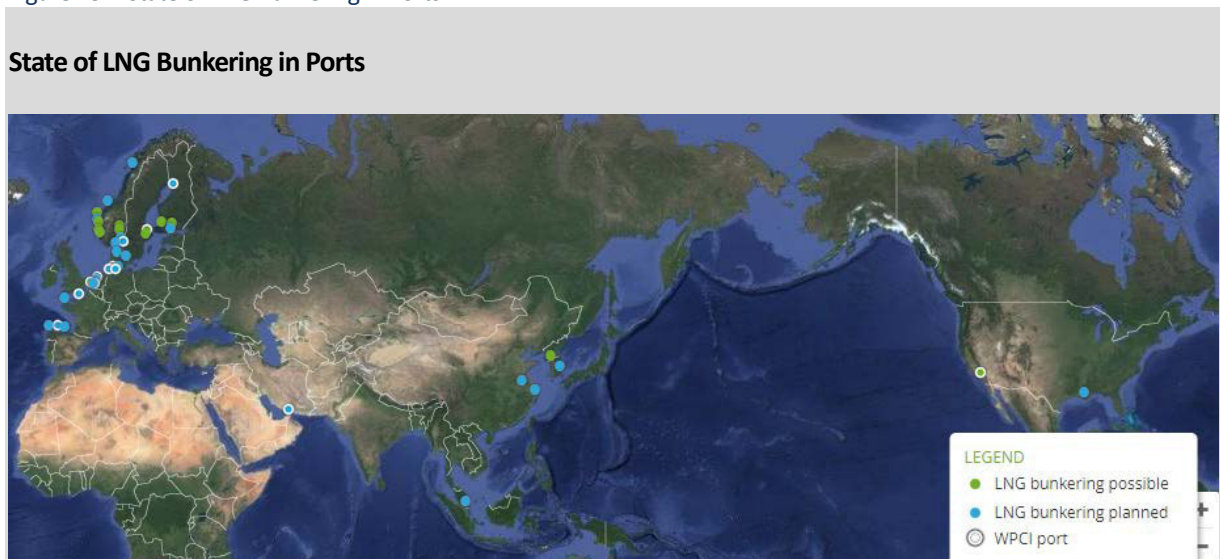 State of LNG Bunkering in Ports
LEGEND
LNG bunkering possible
LNG bunkering planned
WPCI port
+
−